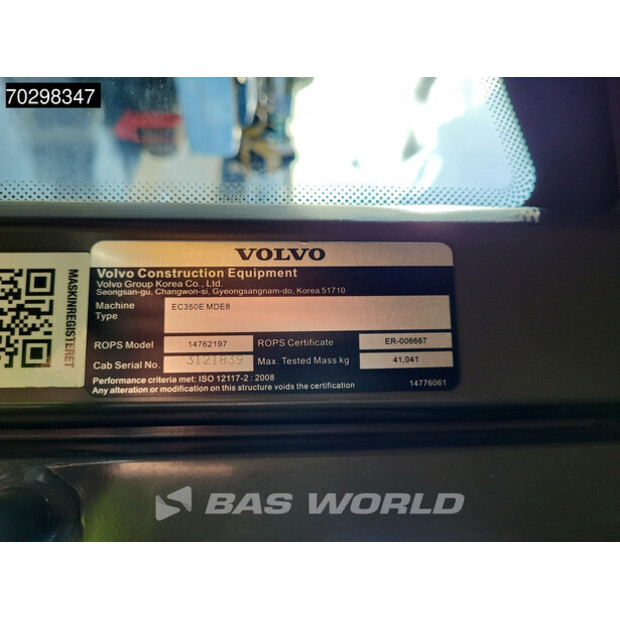 70298347
MASKINREGISTERET
VOLVO
Volvo Construction Equipment
Volvo Group Korea Co., Ltd.
Seongsan-gu, Changwon-si, Gyeongsangnam-do, Korea 51710
Machine Type EC350E MDE8
ROPS Model 14762197 ROPS Certificate ER-006667
Cab Serial No. 3121839 Max. Tested Mass kg 41,041
Performance criteria met: ISO 12117-2 : 2008
Any alteration or modification on this structure voids the certification 14776061
BAS WORLD